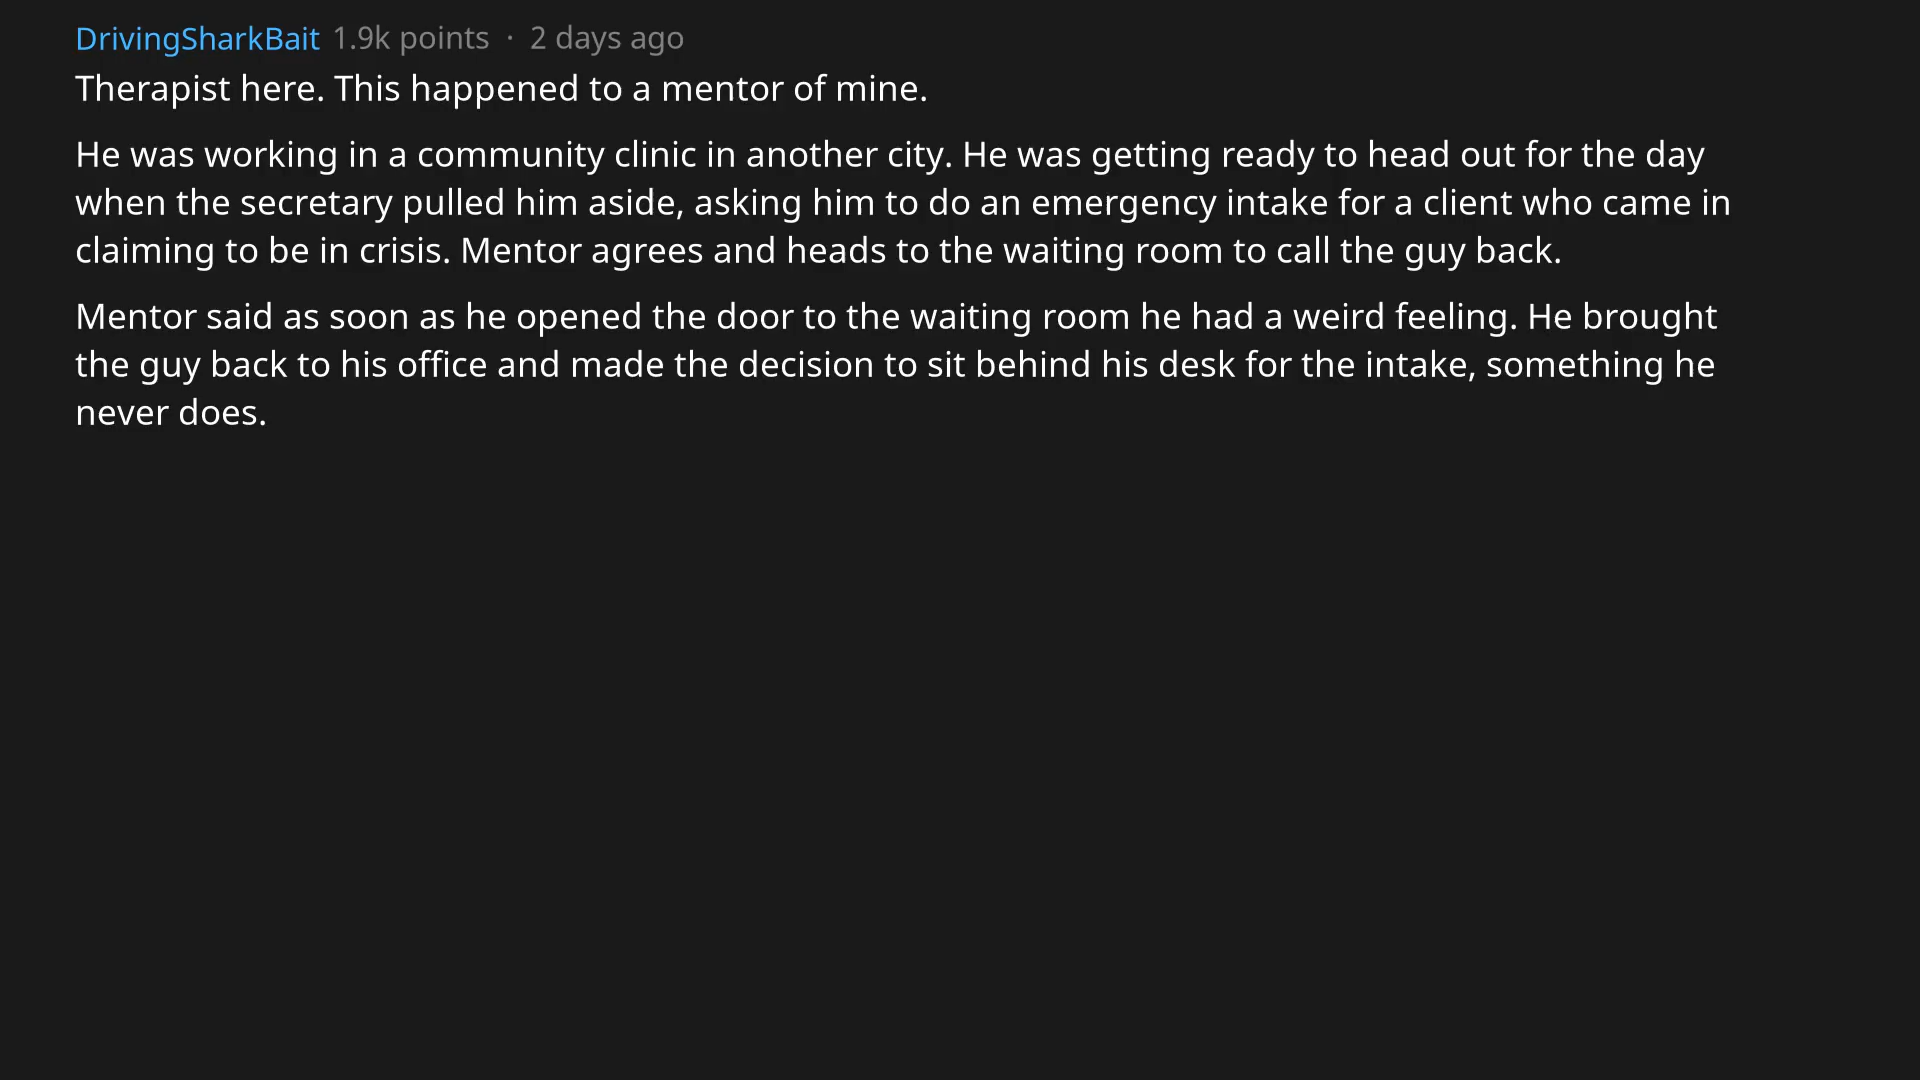 DrivingSharkBait 1.9k points · 2 days ago
Therapist here. This happened to a mentor of mine.
He was working in a community clinic in another city. He was getting ready to head out for the day
when the secretary pulled him aside, asking him to do an emergency intake for a client who came in
claiming to be in crisis. Mentor agrees and heads to the waiting room to call the guy back.
Mentor said as soon as he opened the door to the waiting room he had a weird feeling. He brought
the guy back to his office and made the decision to sit behind his desk for the intake, something he
never does.